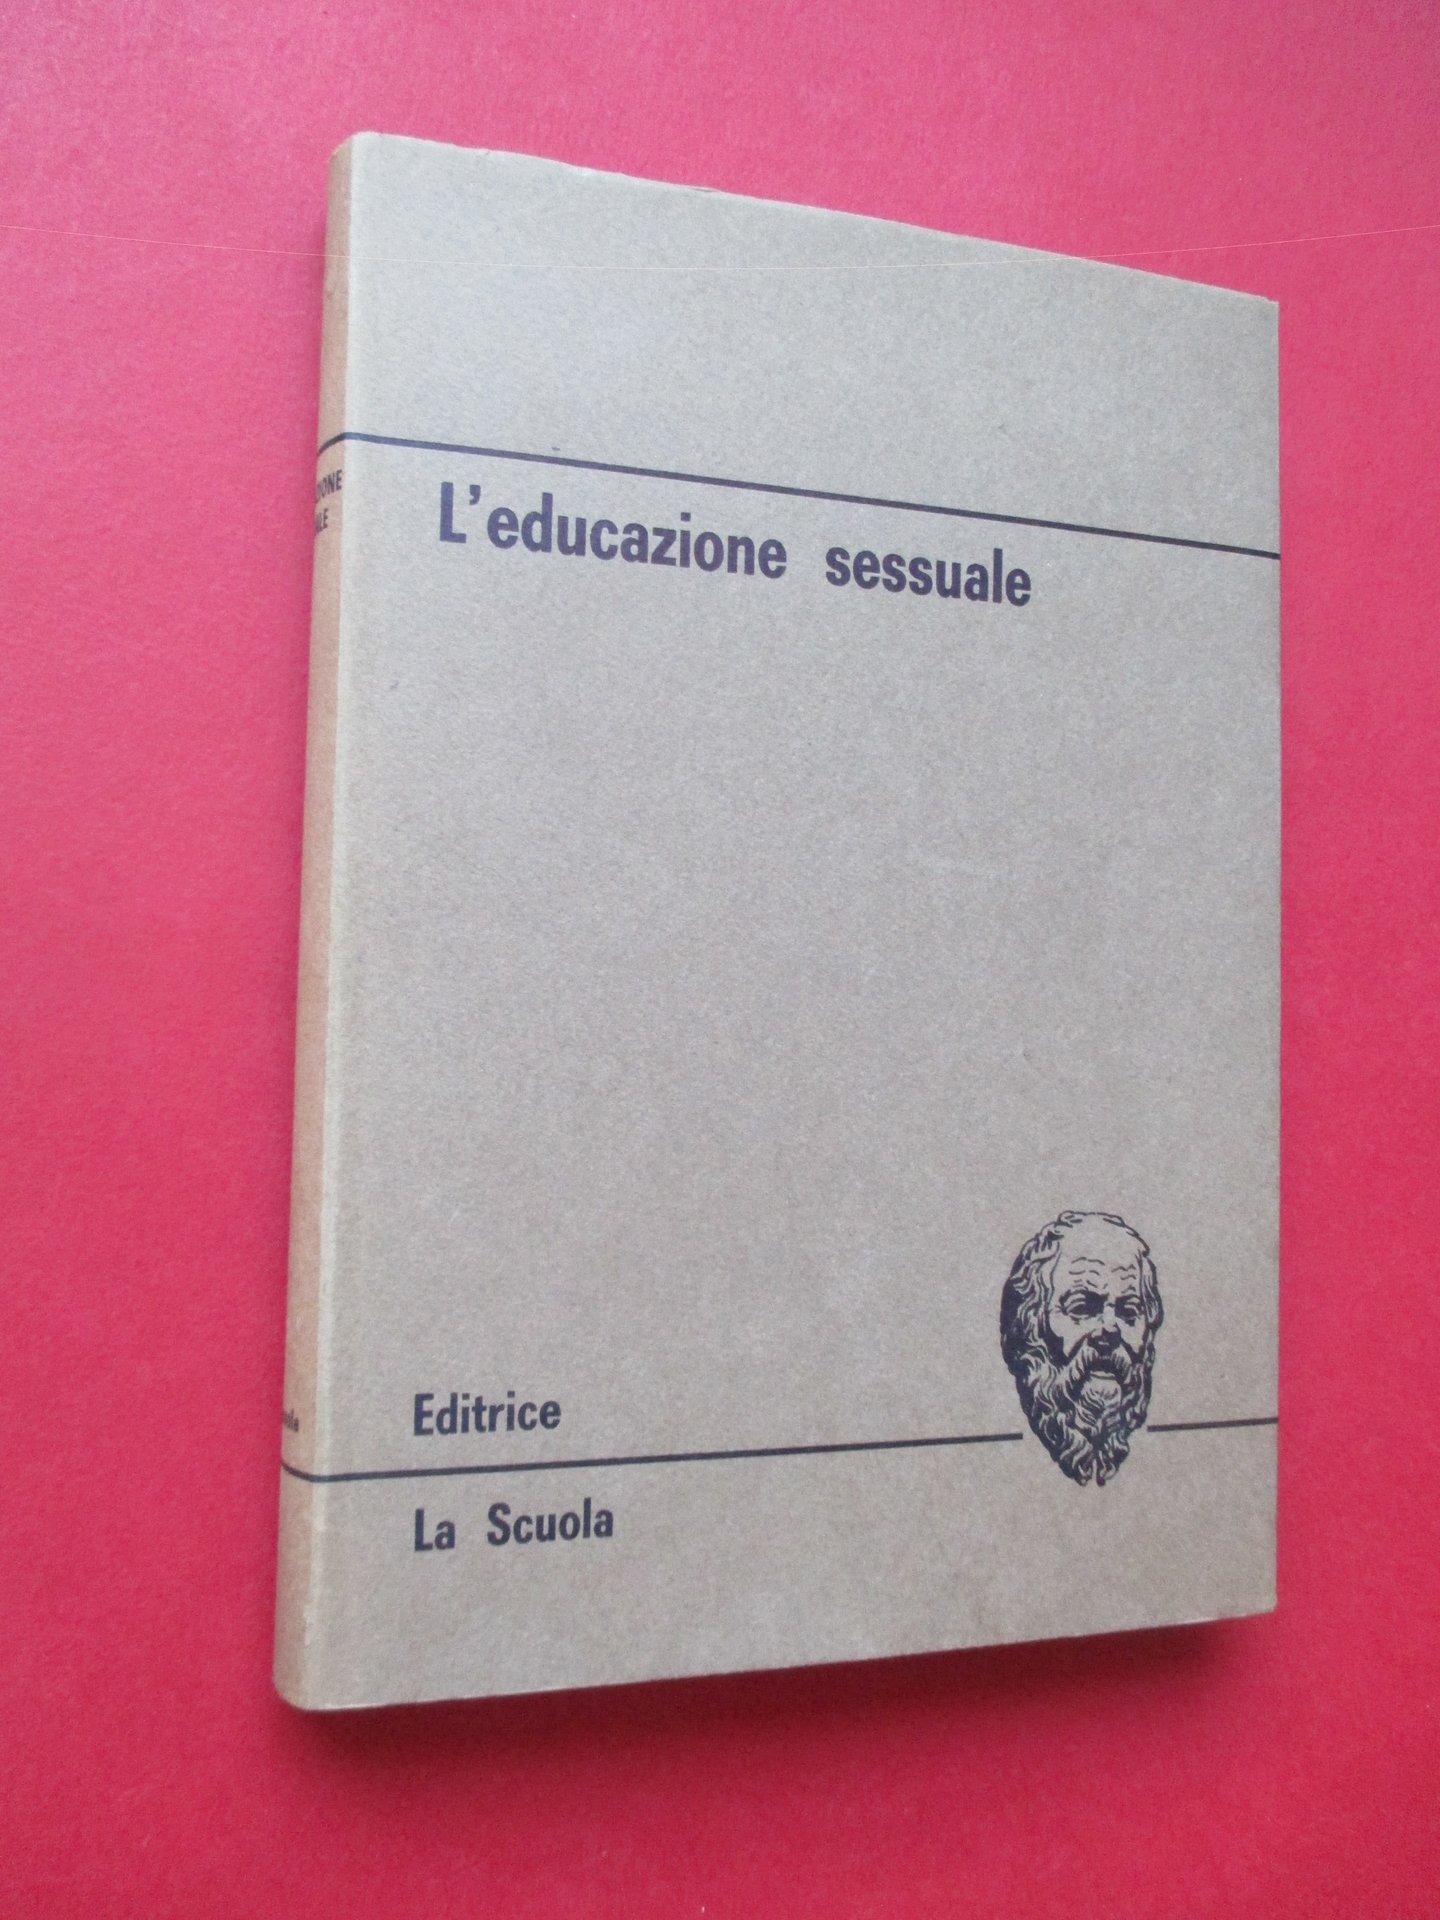 L'educazione sessuale
Editrice
La Scuola